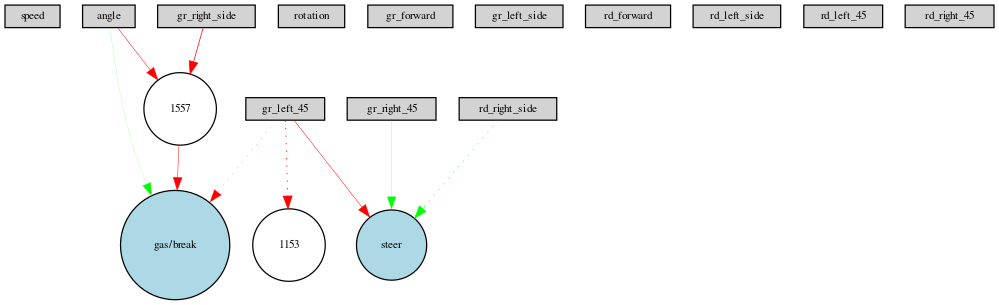 speed
angle
gr_right_side
rotation
gr_forward
gr_left_side
rd_forward
rd_left_side
rd_left_45
rd_right_45
1557
gr_left_45
gr_right_45
rd_right_side
gas/break
1153
steer